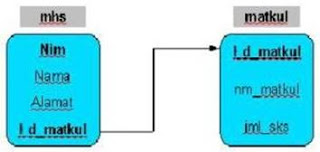 mhs
Nim
Nama
Alamat
I_d_matkul
matkul
I_d_matkul
nm_matkul
jml_sks